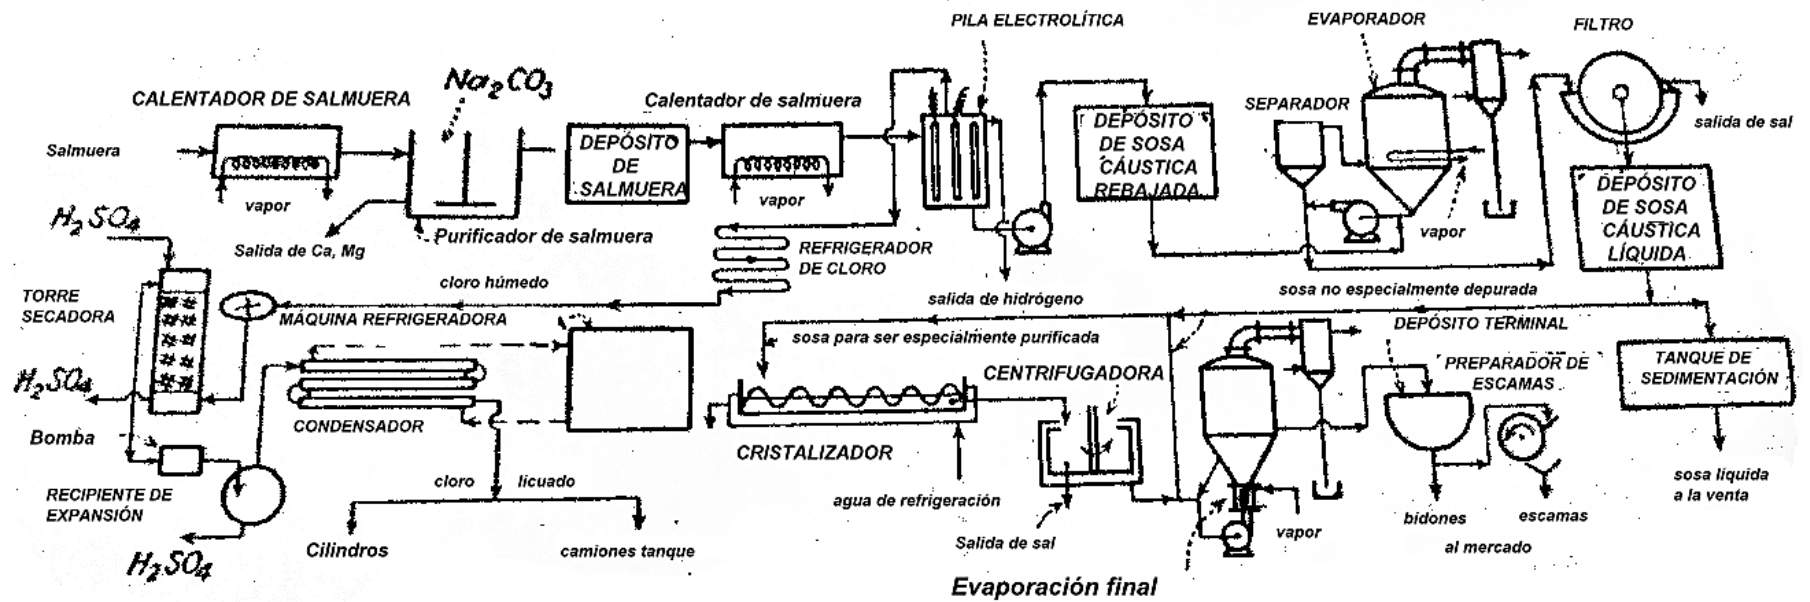 PILA ELECTROLÍTICA
EVAPORADOR
FILTRO
Na₂CO₃
CALENTADOR DE SALMUERA
Calentador de salmuera
SEPARADOR
salida de sal
Salmuera
DEPÓSITO
DE
SALMUERA
DEPÓSITO
DE SOSA
CÁUSTICA
REBAJADA
vapor
vapor
vapor
DEPÓSITO
DE SOSA
CÁUSTICA
LÍQUIDA
H₂SO₄
Salida de Ca, Mg
Purificador de salmuera
REFRIGERADOR
DE CLORO
cloro húmedo
salida de hidrógeno
sosa no especialmente depurada
TORRE
SECADORA
MÁQUINA REFRIGERADORA
sosa para ser especialmente purificada
DEPÓSITO TERMINAL
PREPARADOR DE
ESCAMAS
TANQUE DE
SEDIMENTACIÓN
H₂SO₄
CENTRIFUGADORA
CONDENSADOR
Bomba
CRISTALIZADOR
RECIPIENTE DE
EXPANSIÓN
cloro licuado
agua de refrigeración
sosa líquida
a la venta
Cilindros
camiones tanque
Salida de sal
vapor
bidones
escamas
al mercado
H₂SO₄
Evaporación final